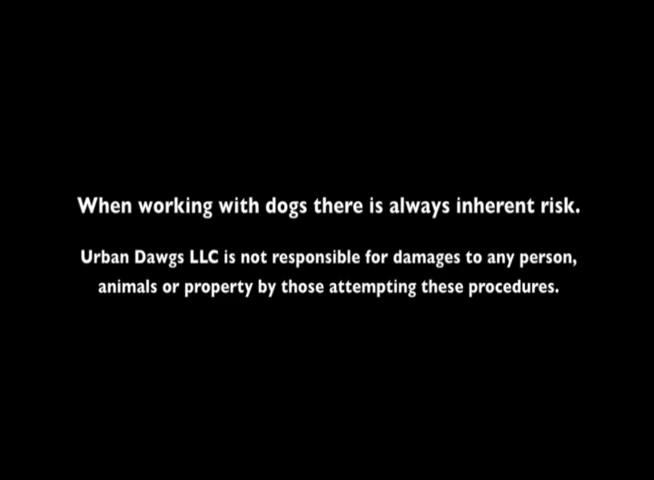 When working with dogs there is always inherent risk.
Urban Dawgs LLC is not responsible for damages to any person,
animals or property by those attempting these procedures.